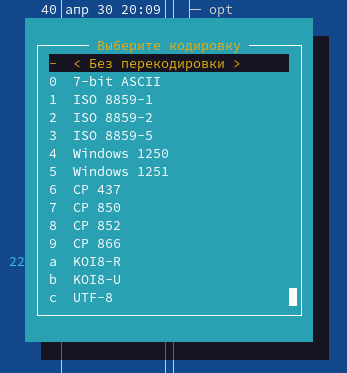 40 апр 30 20:09 ├─ opt
Выберите кодировку
- < Без перекодировки >
0 7-bit ASCII
1 ISO 8859-1
2 ISO 8859-2
3 ISO 8859-5
4 Windows 1250
5 Windows 1251
6 CP 437
7 CP 850
8 CP 852
9 CP 866
22
a KOI8-R
b KOI8-U
c UTF-8